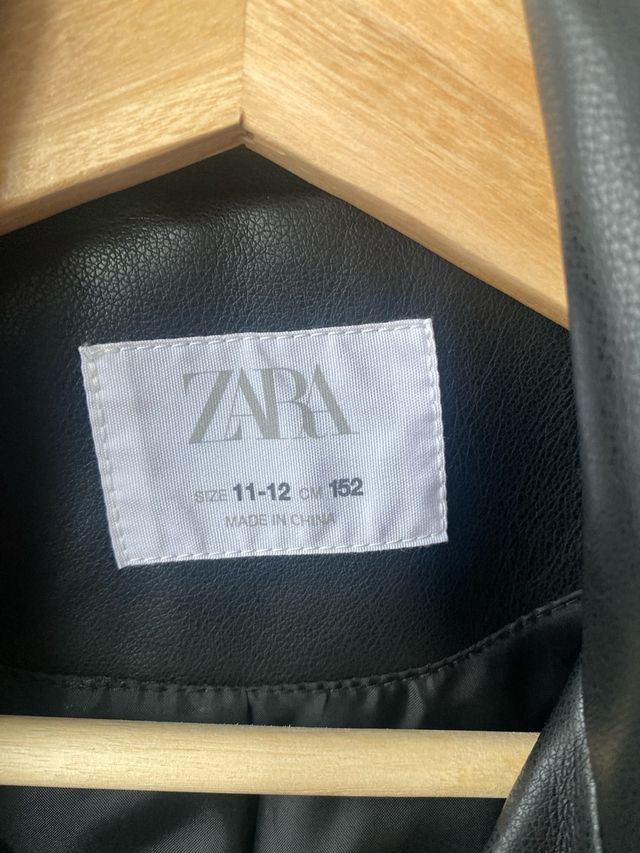 ZARA
SIZE 11-12 CM 152
MADE IN CHINA